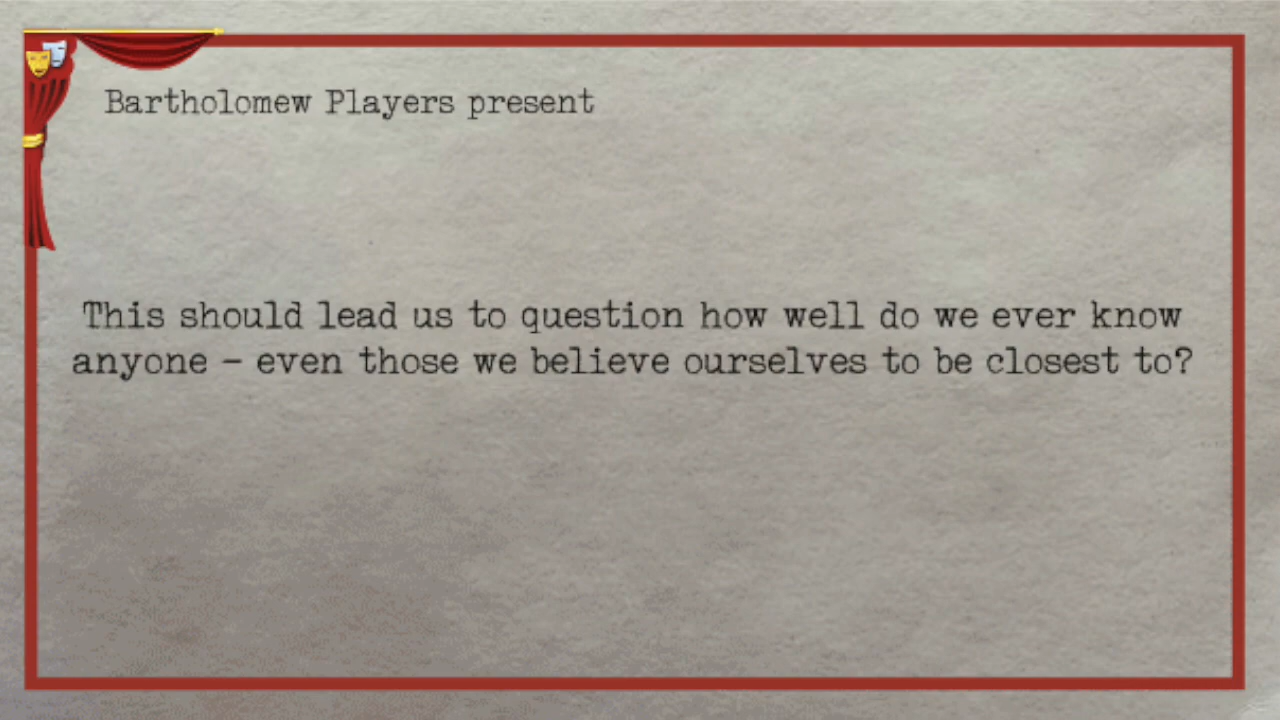 Bartholomew Players present
This should lead us to question how well do we ever know
anyone – even those we believe ourselves to be closest to?